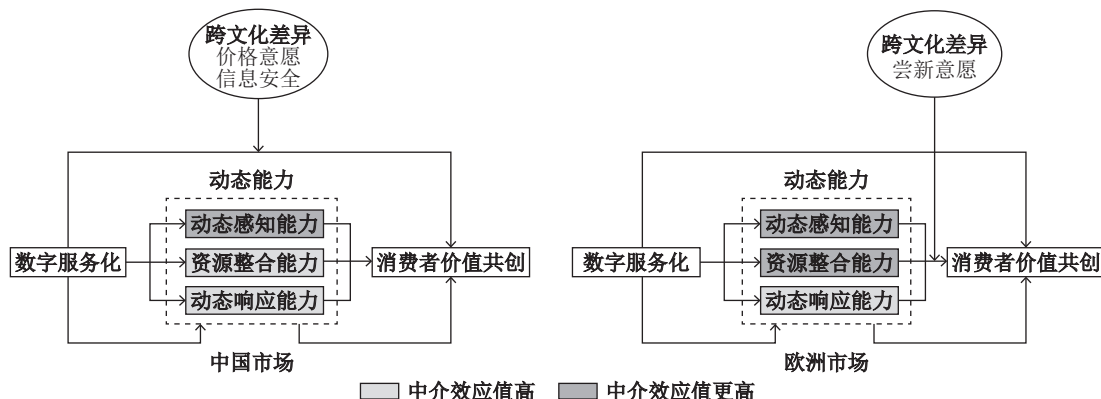 跨文化差异
价格意愿
信息安全
动态能力
动态感知能力
数字服务化
资源整合能力
消费者价值共创
动态响应能力
中国市场
跨文化差异
尝新意愿
动态能力
动态感知能力
数字服务化
资源整合能力
消费者价值共创
动态响应能力
欧洲市场
中介效应值高
中介效应值更高